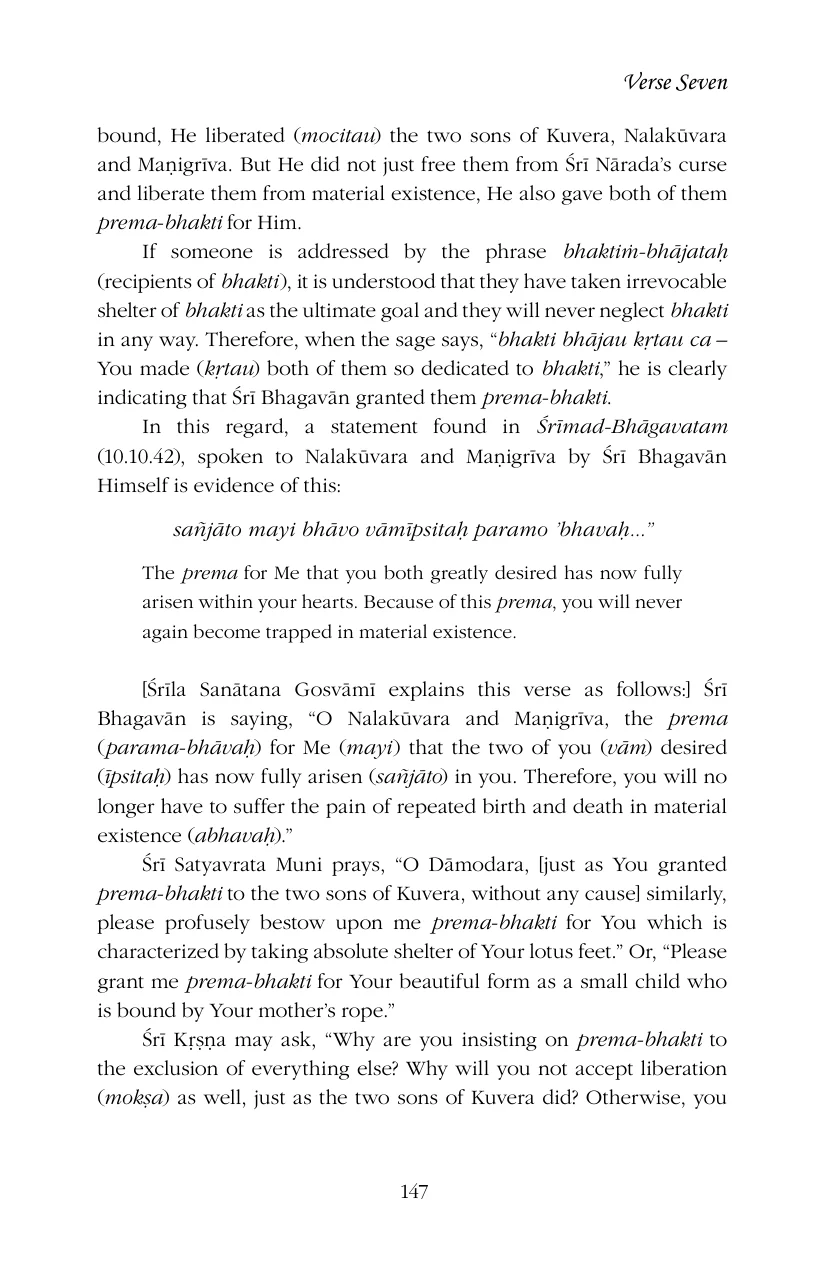 Verse Seven
bound, He liberated (mocitau) the two sons of Kuvera, Nalakūvara
and Maṇigrīva. But He did not just free them from Śrī Nārada’s curse
and liberate them from material existence, He also gave both of them
prema-bhakti for Him.
If someone is addressed by the phrase bhaktiṁ-bhājataḥ
(recipients of bhakti), it is understood that they have taken irrevocable
shelter of bhakti as the ultimate goal and they will never neglect bhakti
in any way. Therefore, when the sage says, “bhakti bhājau kṛtau ca –
You made (kṛtau) both of them so dedicated to bhakti,” he is clearly
indicating that Śrī Bhagavān granted them prema-bhakti.
In this regard, a statement found in Śrīmad-Bhāgavatam
(10.10.42), spoken to Nalakūvara and Maṇigrīva by Śrī Bhagavān
Himself is evidence of this:
sañjāto mayi bhāvo vāmīpsitaḥ paramo ’bhavaḥ...”
The prema for Me that you both greatly desired has now fully
arisen within your hearts. Because of this prema, you will never
again become trapped in material existence.
[Śrīla Sanātana Gosvāmī explains this verse as follows:] Śrī
Bhagavān is saying, “O Nalakūvara and Maṇigrīva, the prema
(parama-bhāvaḥ) for Me (mayi) that the two of you (vām) desired
(īpsitaḥ) has now fully arisen (sañjāto) in you. Therefore, you will no
longer have to suffer the pain of repeated birth and death in material
existence (abhavaḥ).”
Śrī Satyavrata Muni prays, “O Dāmodara, [just as You granted
prema-bhakti to the two sons of Kuvera, without any cause] similarly,
please profusely bestow upon me prema-bhakti for You which is
characterized by taking absolute shelter of Your lotus feet.” Or, “Please
grant me prema-bhakti for Your beautiful form as a small child who
is bound by Your mother’s rope.”
Śrī Kṛṣṇa may ask, “Why are you insisting on prema-bhakti to
the exclusion of everything else? Why will you not accept liberation
(mokṣa) as well, just as the two sons of Kuvera did? Otherwise, you
147